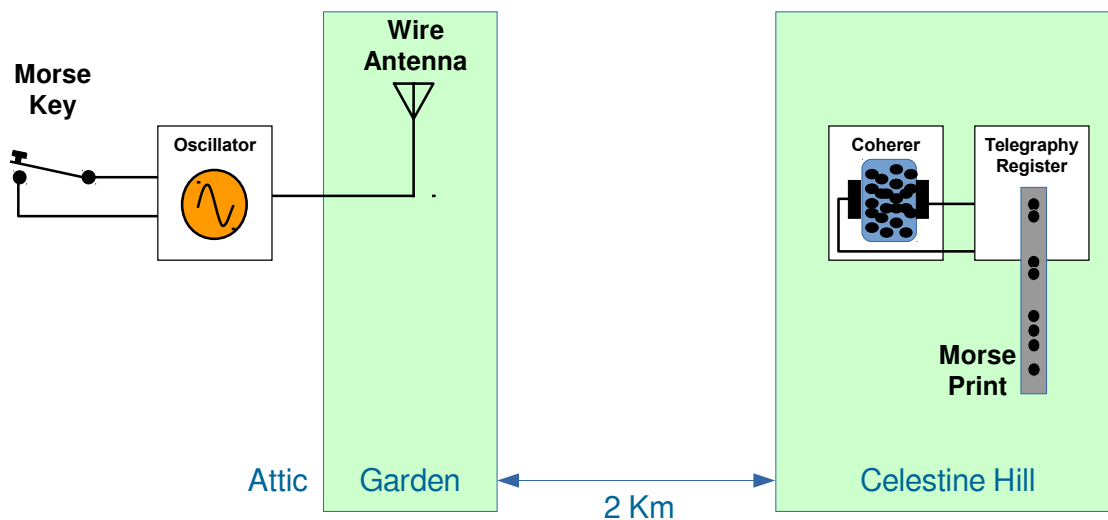 Morse
Key
Oscillator
Wire
Antenna
Coherer
Telegraphy
Register
Morse
Print
Attic
Garden
2 Km
Celestine Hill